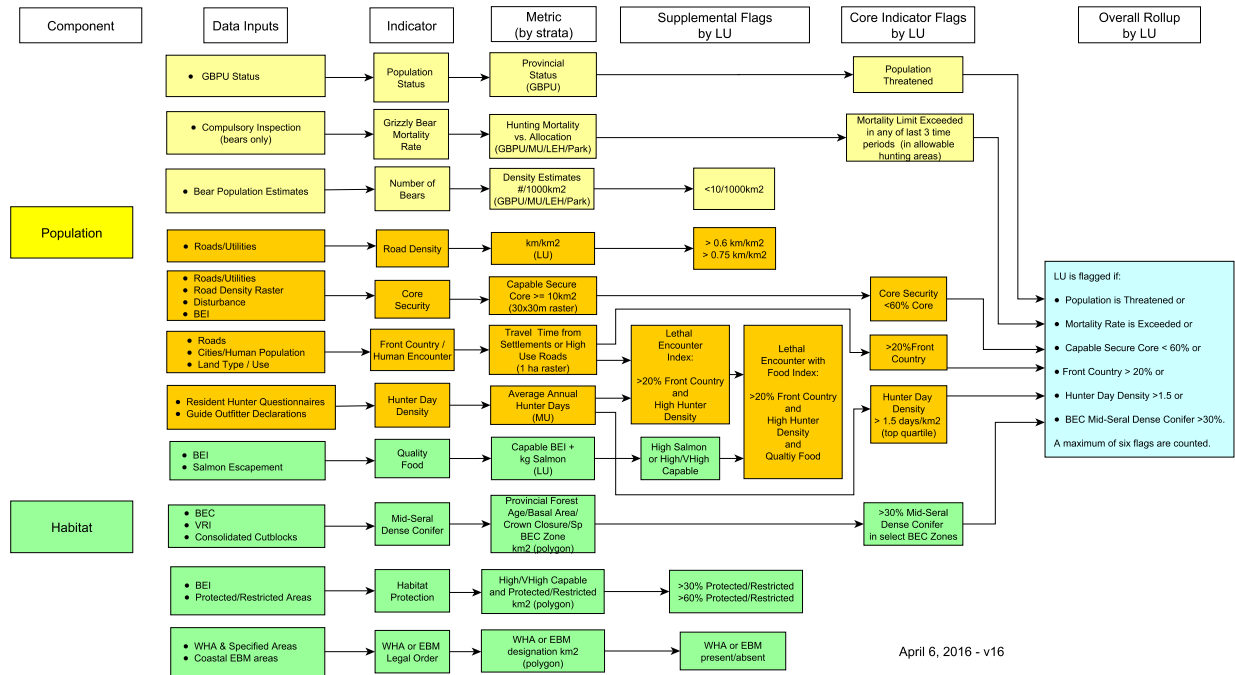 Component
Data Inputs
Indicator
Metric
(by strata)
Supplemental Flags
by LU
Core Indicator Flags
by LU
Overall Rollup
by LU
• GBPU Status
Population
Status
Provincial
Status
(GBPU)
Population
Threatened
• Compulsory Inspection
(bears only)
Grizzly Bear
Mortality
Rate
Hunting Mortality
vs. Allocation
(GBPU/MU/LEH/Park)
Mortality Limit Exceeded
in any of last 3 time
periods (in allowable
hunting areas)
• Bear Population Estimates
Number of
Bears
Density Estimates
#/1000km2
(GBPU/MU/LEH/Park)
<10/1000km2
Population
• Roads/Utilities
Road Density
km/km2
(LU)
> 0.6 km/km2
> 0.75 km/km2
• Roads/Utilities
• Road Density Raster
• Disturbance
• BEI
Core
Security
Capable Secure
Core >= 10km2
(30x30m raster)
Core Security
<60% Core
• Roads
• Cities/Human Population
• Land Type / Use
Front Country /
Human Encounter
Travel Time from
Settlements or High
Use Roads
(1 ha raster)
Lethal
Encounter
Index:
>20% Front Country
and
High Hunter
Density
Lethal
Encounter with
Food Index:
>20% Front Country
and
High Hunter
Density
and
Qualtiy Food
>20%Front
Country
• Resident Hunter Questionnaires
• Guide Outfitter Declarations
Hunter Day
Density
Average Annual
Hunter Days
(MU)
Hunter Day
Density
> 1.5 days/km2
(top quartile)
• BEI
• Salmon Escapement
Quality
Food
Capable BEI +
kg Salmon
(LU)
High Salmon
or High/VHigh
Capable
LU is flagged if:
• Population is Threatened or
• Mortality Rate is Exceeded or
• Capable Secure Core < 60% or
• Front Country > 20% or
• Hunter Day Density >1.5 or
• BEC Mid-Seral Dense Conifer >30%.
A maximum of six flags are counted.
Habitat
• BEC
• VRI
• Consolidated Cutblocks
Mid-Seral
Dense Conifer
Provincial Forest
Age/Basal Area/
Crown Closure/Sp
BEC Zone
km2 (polygon)
>30% Mid-Seral
Dense Conifer
in select BEC Zones
• BEI
• Protected/Restricted Areas
Habitat
Protection
High/VHigh Capable
and Protected/Restricted
km2 (polygon)
>30% Protected/Restricted
>60% Protected/Restricted
• WHA & Specified Areas
• Coastal EBM areas
WHA or EBM
Legal Order
WHA or EBM
designation km2
(polygon)
WHA or EBM
present/absent
April 6, 2016 - v16